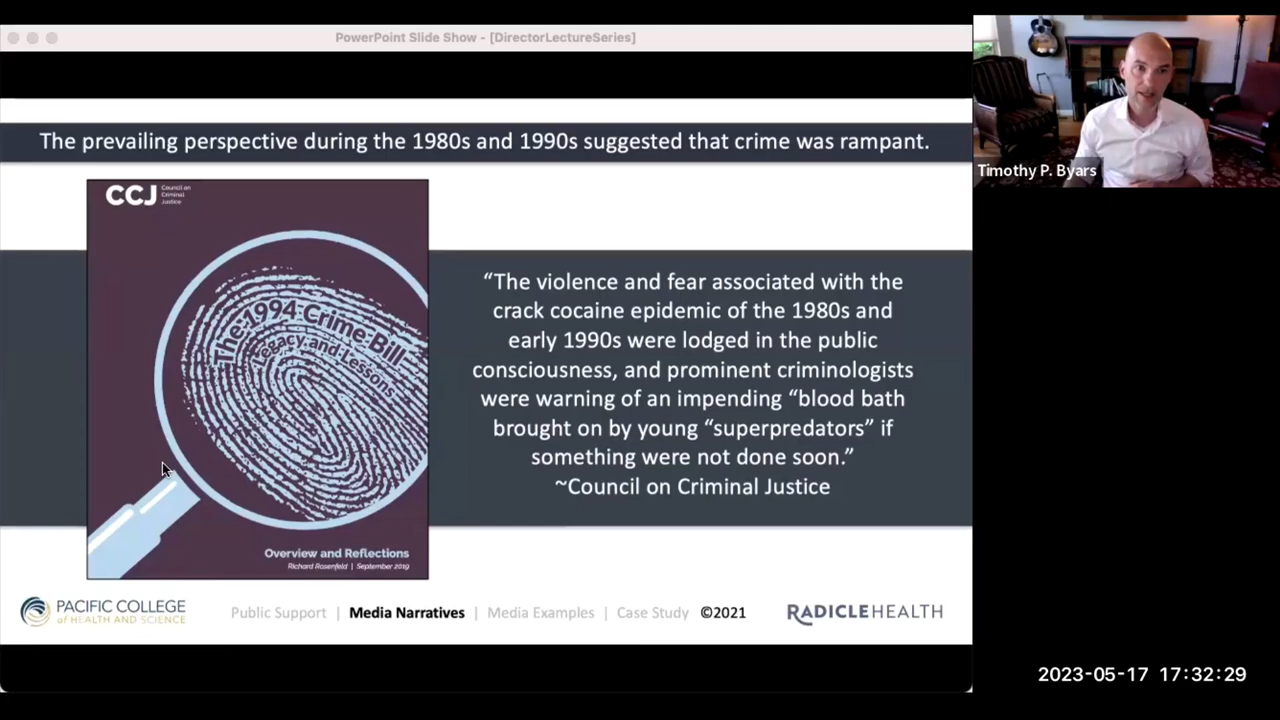 PowerPoint Slide Show - [DirectorLectureSeries]
The prevailing perspective during the 1980s and 1990s suggested that crime was rampant.
CCJ
Council on
Criminal
Justice
The 1994 Crime Bill
Legacy and Lessons
Overview and Reflections
Richard Rosenfeld | September 2019
“The violence and fear associated with the
crack cocaine epidemic of the 1980s and
early 1990s were lodged in the public
consciousness, and prominent criminologists
were warning of an impending “blood bath
brought on by young “superpredators” if
something were not done soon.”
~Council on Criminal Justice
PACIFIC COLLEGE
of HEALTH AND SCIENCE
Public Support | Media Narratives | Media Examples | Case Study ©2021
RADICLEHEALTH
Timothy P. Byars
2023-05-17 17:32:29